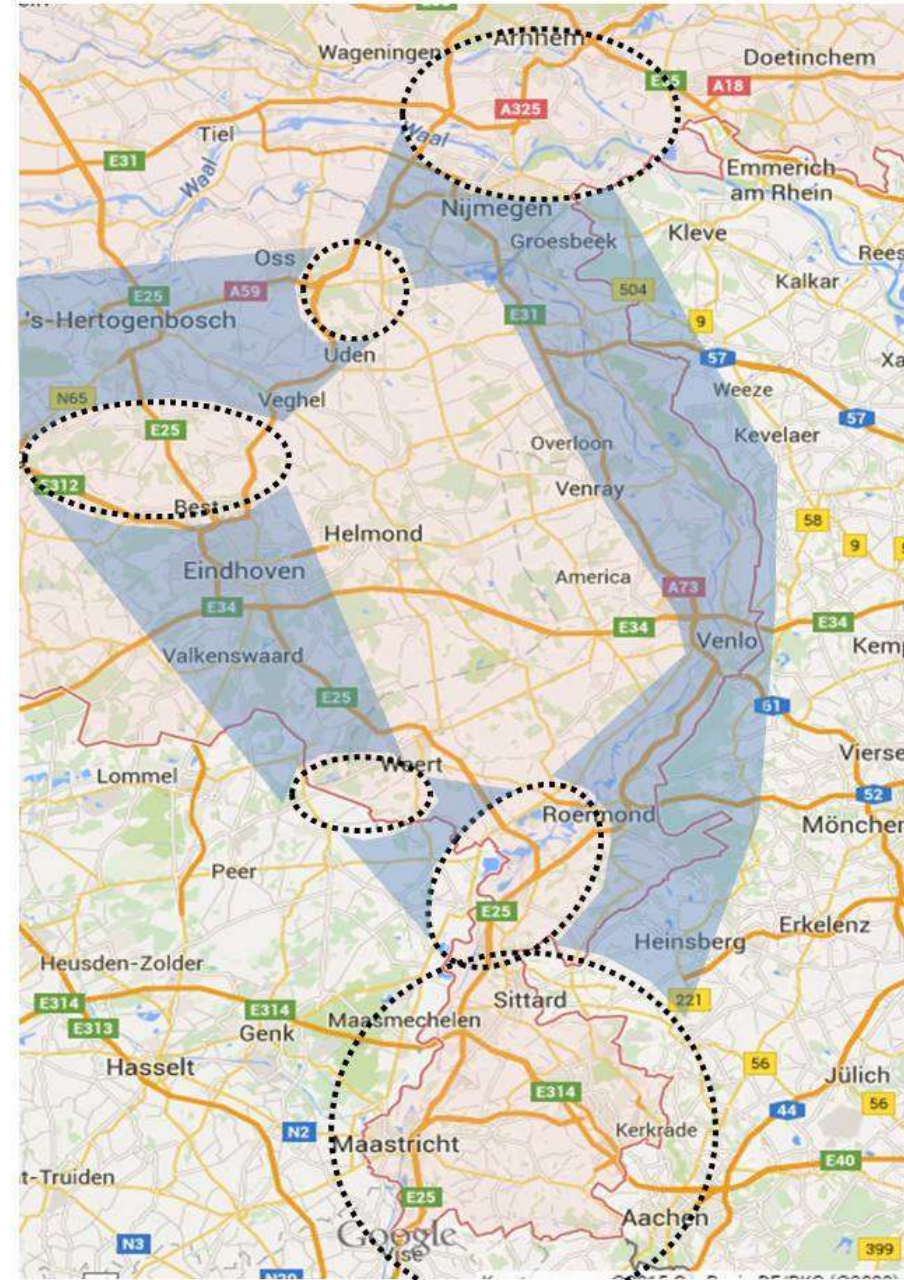 Arnhem
Wageningen
Doetinchem
E35
A18
A325
Tiel
Waal
E31
Waal
Emmerich
am Rhein
Nijmegen
Groesbeek
Kleve
Rees
Oss
Kalkar
E25
A59
504
's-Hertogenbosch
E31
9
Uden
57
Xa
N65
Veghel
Weeze
57
E25
Overloon
Kevelaer
E312
Best
Venray
Helmond
58
9
Eindhoven
America
A73
E34
E34
Venlo
E34
Kemp
Valkenswaard
E25
61
Vierse
Weert
Lommel
52
Roermond
Mönchen
Peer
E25
Erkelenz
Heinsberg
Heusden-Zolder
Sittard
221
E314
E314
E313
Genk
Maasmechelen
Hasselt
56
Jülich
E314
56
44
N2
Maastricht
Kerkrade
E40
t-Truiden
E25
Aachen
Google
N3
399